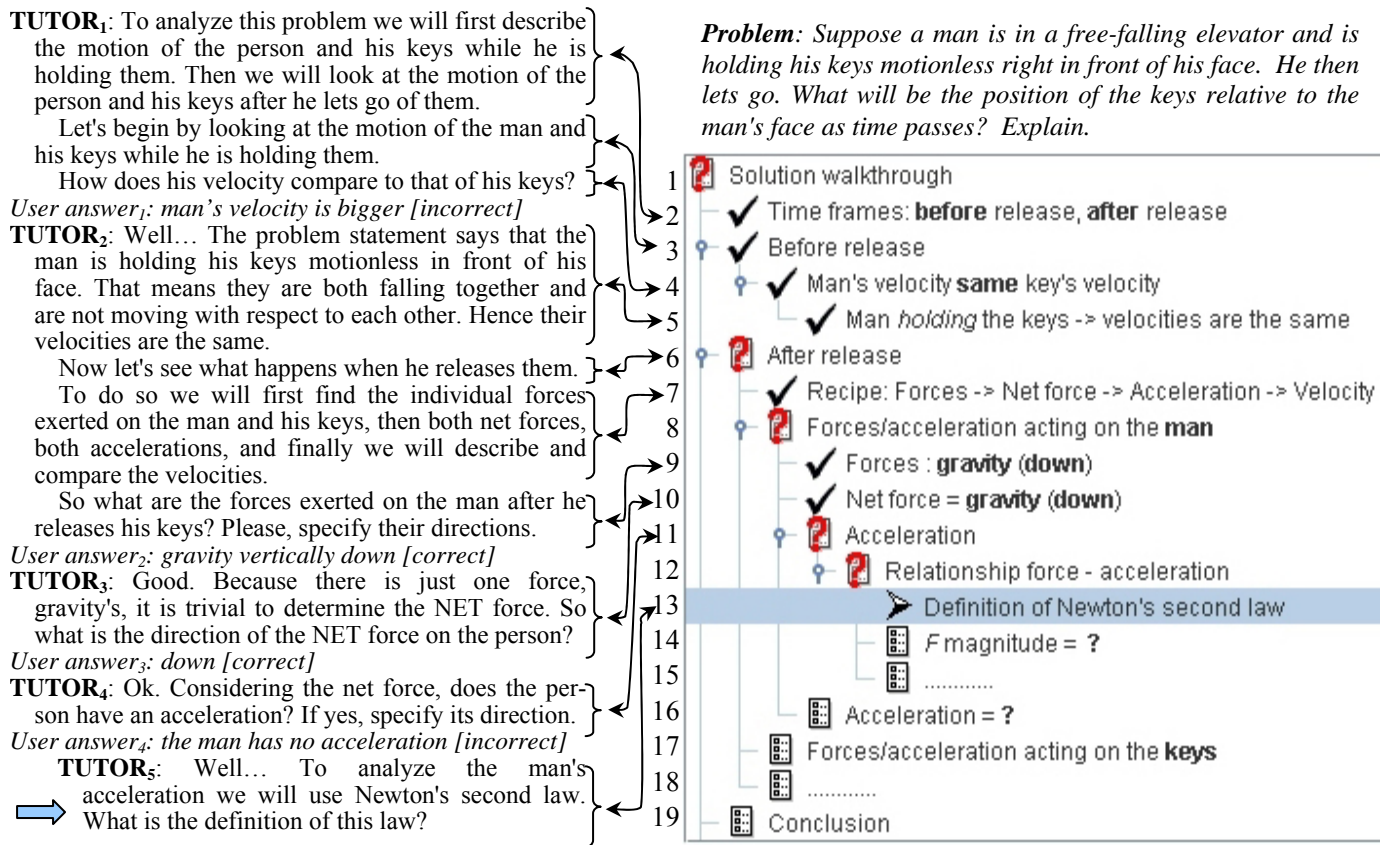 TUTOR1: To analyze this problem we will first describe
the motion of the person and his keys while he is
holding them. Then we will look at the motion of the
person and his keys after he lets go of them.
Let's begin by looking at the motion of the man and
his keys while he is holding them.
How does his velocity compare to that of his keys?
User answer1: man's velocity is bigger [incorrect]
TUTOR2: Well… The problem statement says that the
man is holding his keys motionless in front of his
face. That means they are both falling together and
are not moving with respect to each other. Hence their
velocities are the same.
Now let's see what happens when he releases them.
To do so we will first find the individual forces
exerted on the man and his keys, then both net forces,
both accelerations, and finally we will describe and
compare the velocities.
So what are the forces exerted on the man after he
releases his keys? Please, specify their directions.
User answer2: gravity vertically down [correct]
TUTOR3: Good. Because there is just one force,
gravity's, it is trivial to determine the NET force. So
what is the direction of the NET force on the person?
User answer3: down [correct]
TUTOR4: Ok. Considering the net force, does the per-
son have an acceleration? If yes, specify its direction.
User answer4: the man has no acceleration [incorrect]
TUTOR5: Well… To analyze the man's
acceleration we will use Newton's second law.
What is the definition of this law?
Problem: Suppose a man is in a free-falling elevator and is
holding his keys motionless right in front of his face. He then
lets go. What will be the position of the keys relative to the
man's face as time passes? Explain.
1 Solution walkthrough
2 Time frames: before release, after release
3 Before release
4 Man's velocity same key's velocity
5 Man holding the keys -> velocities are the same
6 After release
7 Recipe: Forces -> Net force -> Acceleration -> Velocity
8 Forces/acceleration acting on the man
9 Forces : gravity (down)
10 Net force = gravity (down)
11 Acceleration
12 Relationship force - acceleration
13 Definition of Newton's second law
14 F magnitude = ?
15 ............
16 Acceleration = ?
17 Forces/acceleration acting on the keys
18 ............
19 Conclusion